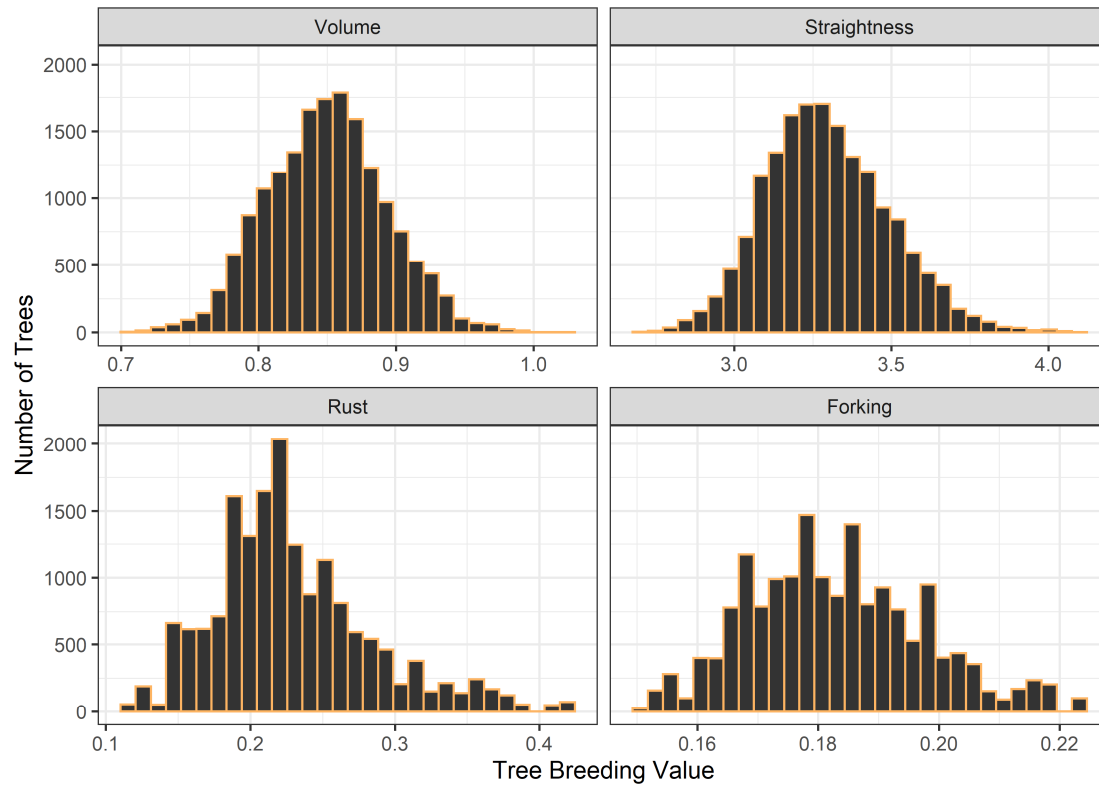 Volume
Straightness
2000
1500
1000
500
0
0.7 0.8 0.9 1.0
3.0 3.5 4.0
Number of Trees
Rust
Forking
2000
1500
1000
500
0
0.1 0.2 0.3 0.4
0.16 0.18 0.20 0.22
Tree Breeding Value